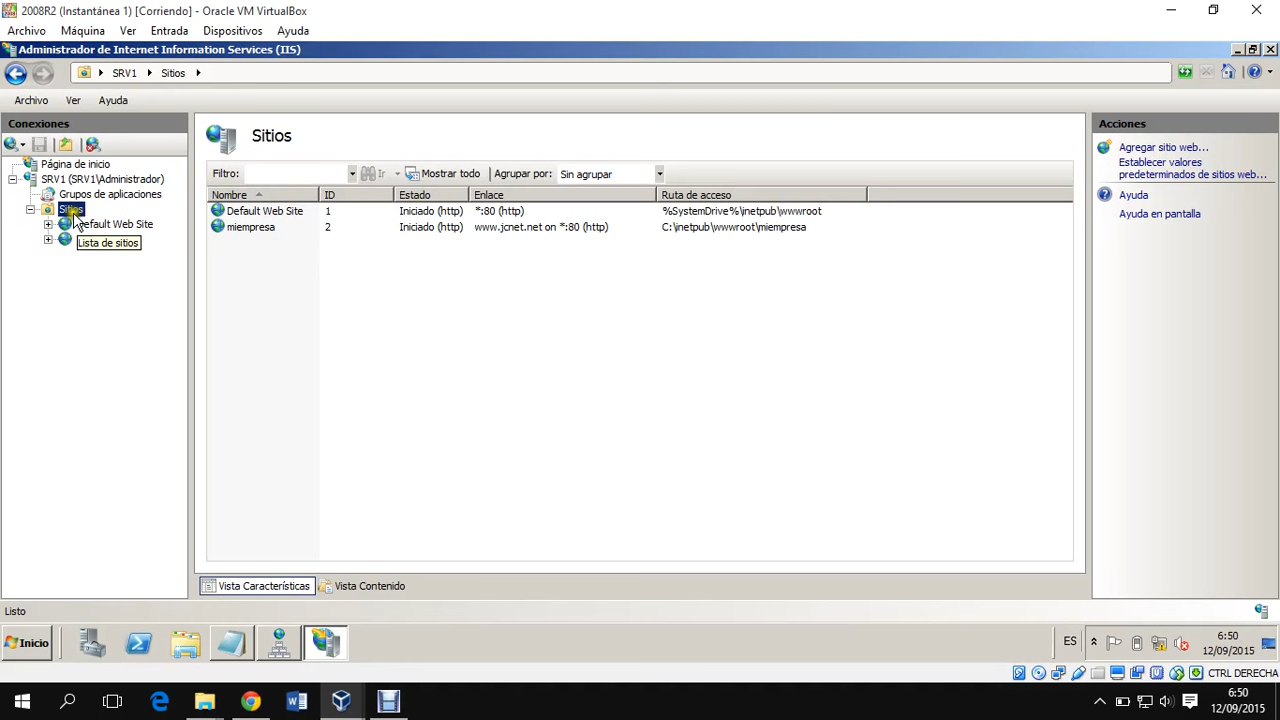 2008R2 (Instantánea 1) [Corriendo] - Oracle VM VirtualBox
Archivo Máquina Ver Entrada Dispositivos Ayuda
Administrador de Internet Information Services (IIS)
SRV1 Sitios
Archivo Ver Ayuda
Conexiones
Página de inicio
SRV1 (SRV1\Administrador)
Grupos de aplicaciones
Sitios
Default Web Site
Lista de sitios
Sitios
Filtro: Ir Mostrar todo Agrupar por: Sin agrupar
Nombre ID Estado Enlace Ruta de acceso
Default Web Site 1 Iniciado (http) *:80 (http) %SystemDrive%\inetpub\wwwroot
miempresa 2 Iniciado (http) www.jcnet.net on *:80 (http) C:\inetpub\wwwroot\miempresa
Vista Características Vista Contenido
Acciones
Agregar sitio web...
Establecer valores
predeterminados de sitios web...
Ayuda
Ayuda en pantalla
Listo
Inicio
ES
6:50
12/09/2015
CTRL DERECHA
6:50
12/09/2015